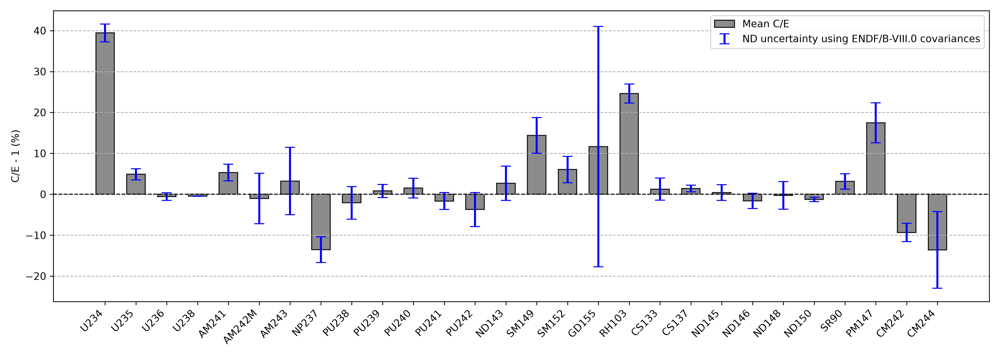 Mean C/E
ND uncertainty using ENDF/B-VIII.0 covariances
C/E - 1 (%)
40
30
20
10
0
−10
−20
U234
U235
U236
U238
AM241
AM242M
AM243
NP237
PU238
PU239
PU240
PU241
PU242
ND143
SM149
SM152
GD155
RH103
CS133
CS137
ND145
ND146
ND148
ND150
SR90
PM147
CM242
CM244